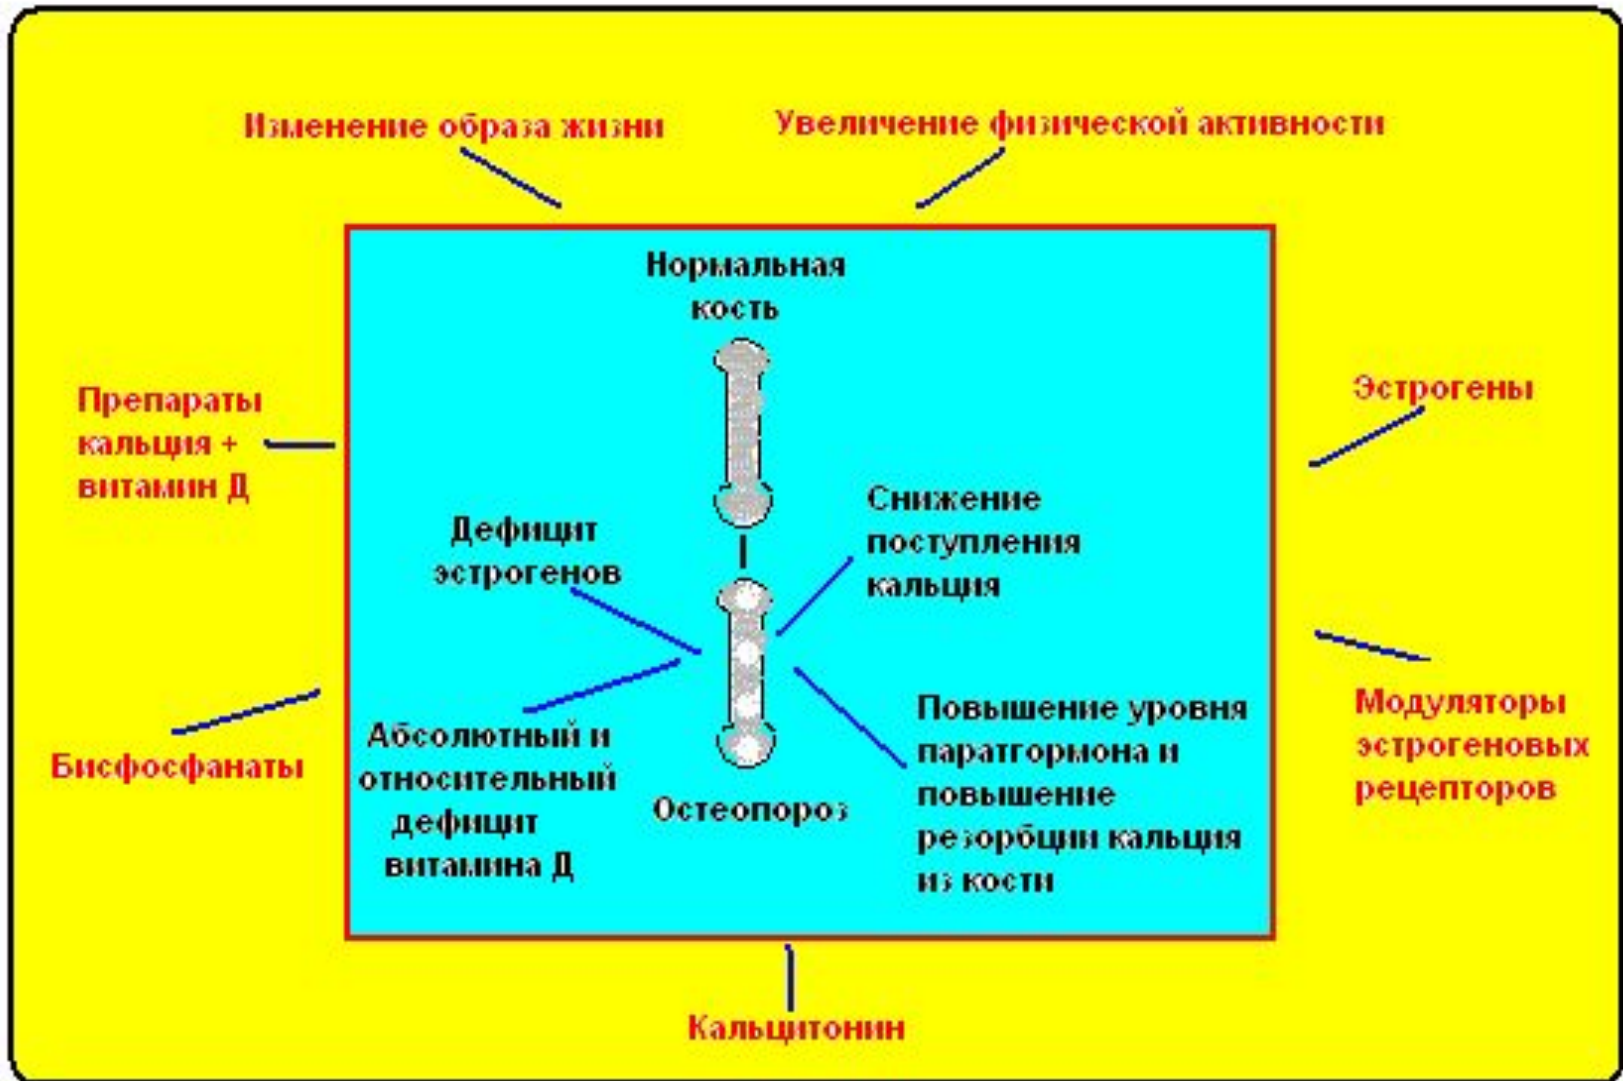 Изменение образа жизни
Увеличение физической активности
Нормальная
кость
Препараты
кальция +
витамин Д
Эстрогены
Дефицит
эстрогенов
Снижение
поступления
кальция
Бисфосфанаты
Абсолютный и
относительный
дефицит
витамина Д
Остеопороз
Повышение уровня
паратгормона и
повышение
резорбции кальция
из кости
Модуляторы
эстрогеновых
рецепторов
Кальцитонин